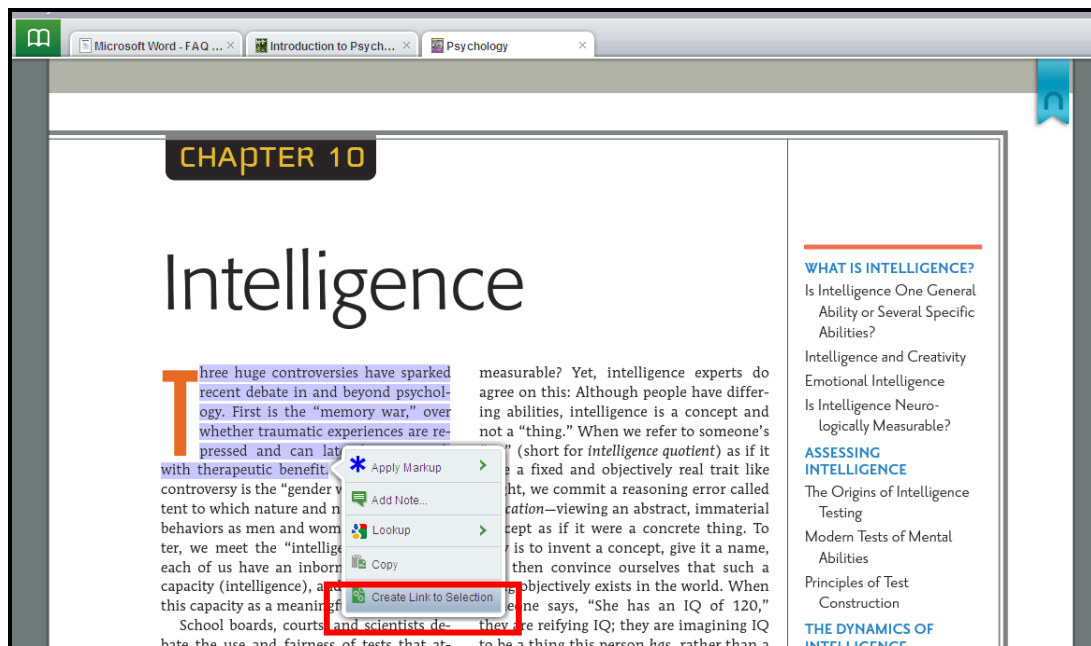 Microsoft Word - FAQ ...
Introduction to Psych...
Psychology
CHAPTER 10
Intelligence
Three huge controversies have sparked
recent debate in and beyond psychol-
ogy. First is the “memory war,” over
whether traumatic experiences are re-
pressed and can
with therapeutic benefit.
controversy is the “gender
tent to which nature and
behaviors as men and
ter, we meet the
each of us have an inborn
capacity (intelligence),
this capacity as a
School boards, courts, and scientists de-
bate the use and fairness of tests that at-
Apply Markup
Add Note...
Lookup
Copy
Create Link to Selection
measurable? Yet, intelligence experts do
agree on this: Although people have differ-
ing abilities, intelligence is a concept and
not a “thing.” When we refer to someone’s
(short for intelligence quotient) as if it
a fixed and objectively real trait like
we commit a reasoning error called
viewing an abstract, immaterial
as if it were a concrete thing. To
is to invent a concept, give it a name,
then convince ourselves that such a
objectively exists in the world. When
says, “She has an IQ of 120,”
they are reifying IQ; they are imagining IQ
to be a thing this person has, rather than a
WHAT IS INTELLIGENCE?
Is Intelligence One General
Ability or Several Specific
Abilities?
Intelligence and Creativity
Emotional Intelligence
Is Intelligence Neuro-
logically Measurable?
ASSESSING
INTELLIGENCE
The Origins of Intelligence
Testing
Modern Tests of Mental
Abilities
Principles of Test
Construction
THE DYNAMICS OF
INTELLIGENCE